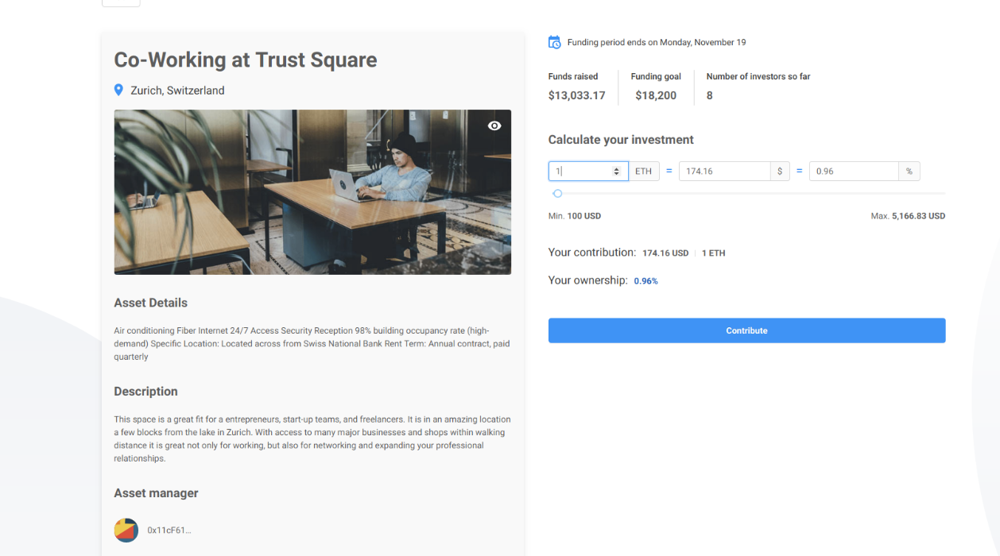 Co-Working at Trust Square
Zurich, Switzerland
Asset Details
Air conditioning Fiber Internet 24/7 Access Security Reception 98% building occupancy rate (high-
demand) Specific Location: Located across from Swiss National Bank Rent Term: Annual contract, paid
quarterly
Description
This space is a great fit for a entrepreneurs, start-up teams, and freelancers. It is in an amazing location
a few blocks from the lake in Zurich. With access to many major businesses and shops within walking
distance it is great not only for working, but also for networking and expanding your professional
relationships.
Asset manager
0x11cF61...
Funding period ends on Monday, November 19
Funds raised
$13,033.17
Funding goal
$18,200
Number of investors so far
8
Calculate your investment
1 ETH = 174.16 $ = 0.96 %
Min. 100 USD
Max. 5,166.83 USD
Your contribution: 174.16 USD | 1 ETH
Your ownership: 0.96%
Contribute